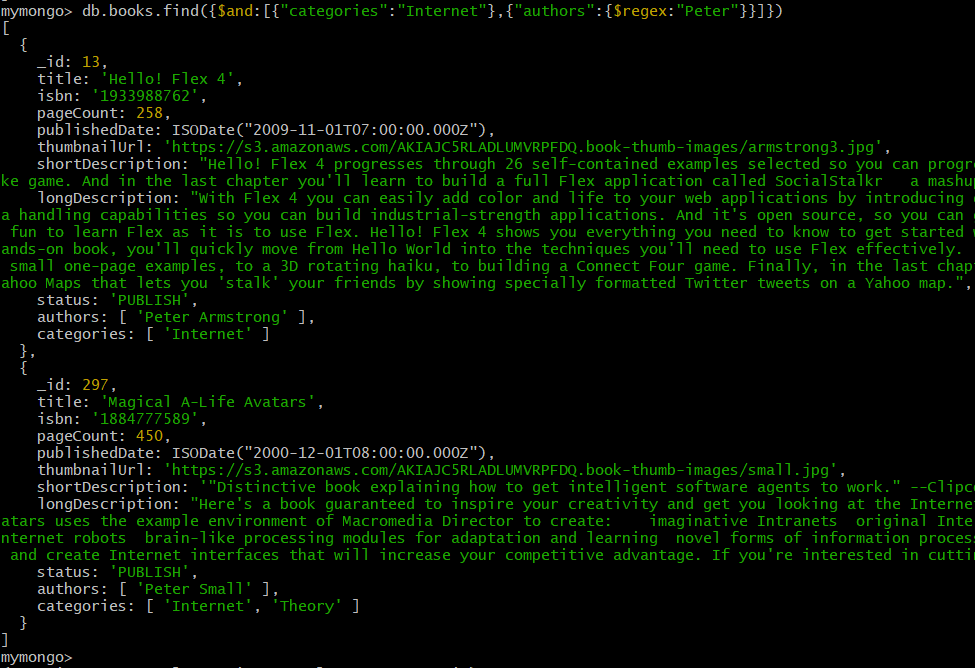 mymongo> db.books.find({$and:[{"categories":"Internet"},{"authors":{$regex:"Peter"}}]})
[
  {
    _id: 13,
    title: 'Hello! Flex 4',
    isbn: '1933988762',
    pageCount: 258,
    publishedDate: ISODate("2009-11-01T07:00:00.000Z"),
    thumbnailUrl: 'https://s3.amazonaws.com/AKIAJC5RLADLUMVRPFDQ.book-thumb-images/armstrong3.jpg',
    shortDescription: "Hello! Flex 4 progresses through 26 self-contained examples selected so you can progre
ke game. And in the last chapter you'll learn to build a full Flex application called SocialStalkr   a mashup
    longDescription: "With Flex 4 you can easily add color and life to your web applications by introducing
a handling capabilities so you can build industrial-strength applications. And it's open source, so you can
 fun to learn Flex as it is to use Flex. Hello! Flex 4 shows you everything you need to know to get started
ands-on book, you'll quickly move from Hello World into the techniques you'll need to use Flex effectively.
 small one-page examples, to a 3D rotating haiku, to building a Connect Four game. Finally, in the last chap
ahoo Maps that lets you 'stalk' your friends by showing specially formatted Twitter tweets on a Yahoo map.",
    status: 'PUBLISH',
    authors: [ 'Peter Armstrong' ],
    categories: [ 'Internet' ]
  },
  {
    _id: 297,
    title: 'Magical A-Life Avatars',
    isbn: '1884777589',
    pageCount: 450,
    publishedDate: ISODate("2000-12-01T08:00:00.000Z"),
    thumbnailUrl: 'https://s3.amazonaws.com/AKIAJC5RLADLUMVRPFDQ.book-thumb-images/small.jpg',
    shortDescription: '"Distinctive book explaining how to get intelligent software agents to work." --Clipco
    longDescription: "Here's a book guaranteed to inspire your creativity and get you looking at the Interne
atars uses the example environment of Macromedia Director to create:    imaginative Intranets  original Inte
nternet robots  brain-like processing modules for adaptation and learning  novel forms of information process
 and create Internet interfaces that will increase your competitive advantage. If you're interested in cuttin
    status: 'PUBLISH',
    authors: [ 'Peter Small' ],
    categories: [ 'Internet', 'Theory' ]
  }
]
mymongo>